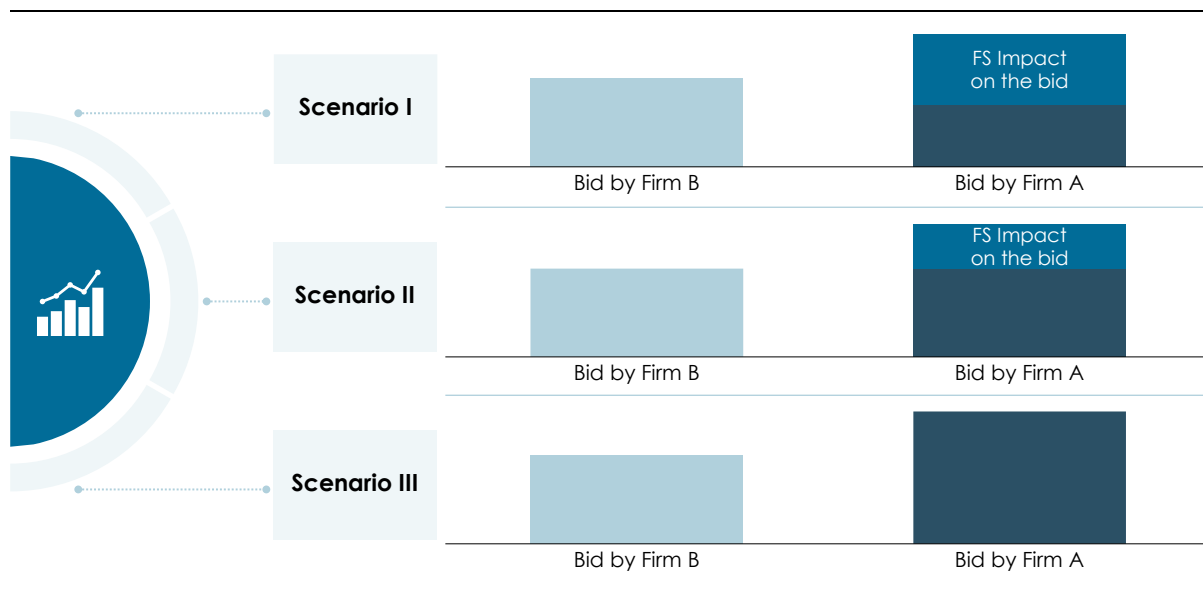 Scenario I
FS Impact
on the bid
Bid by Firm B
Bid by Firm A
Scenario II
FS Impact
on the bid
Bid by Firm B
Bid by Firm A
Scenario III
Bid by Firm B
Bid by Firm A